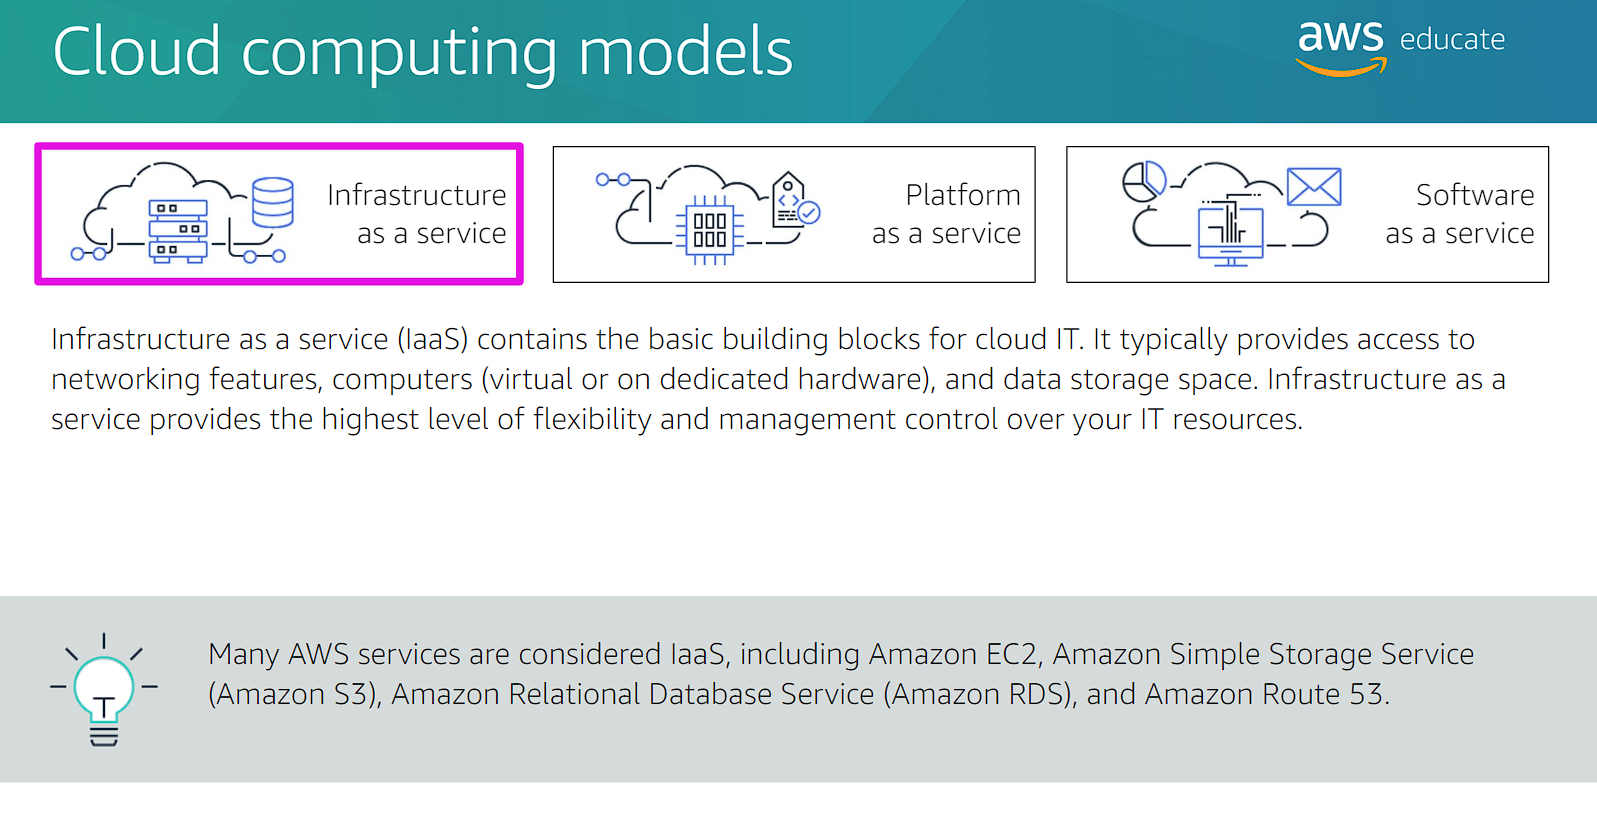 Cloud computing models
aws educate
Infrastructure
as a service
Platform
as a service
Software
as a service
Infrastructure as a service (IaaS) contains the basic building blocks for cloud IT. It typically provides access to
networking features, computers (virtual or on dedicated hardware), and data storage space. Infrastructure as a
service provides the highest level of flexibility and management control over your IT resources.
Many AWS services are considered IaaS, including Amazon EC2, Amazon Simple Storage Service
(Amazon S3), Amazon Relational Database Service (Amazon RDS), and Amazon Route 53.